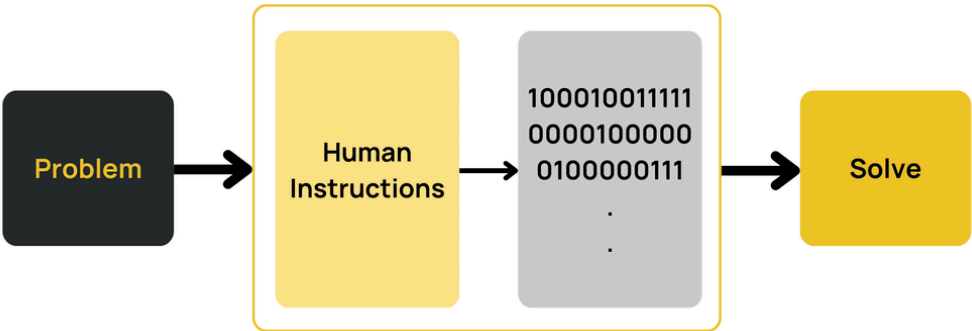 Problem
Human
Instructions
100010011111
0000100000
0100000111
.
.
Solve